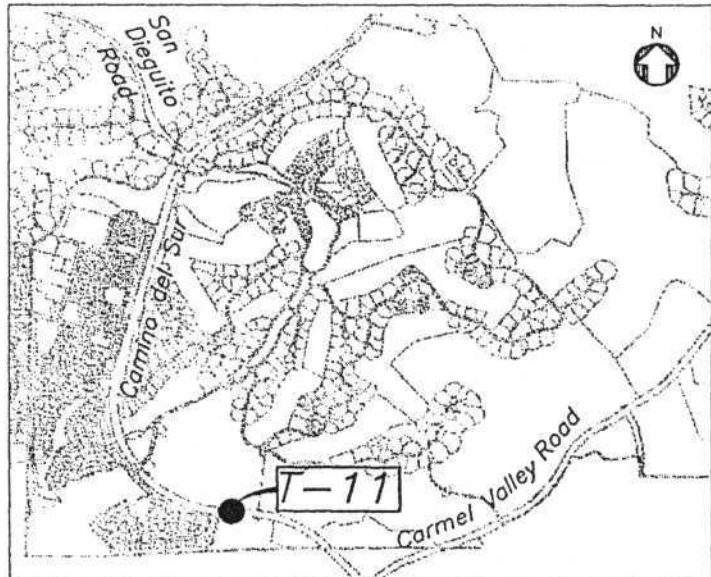 San
Dieguito
Road
N
Camino del Sur
T-11
Carmel Valley Road